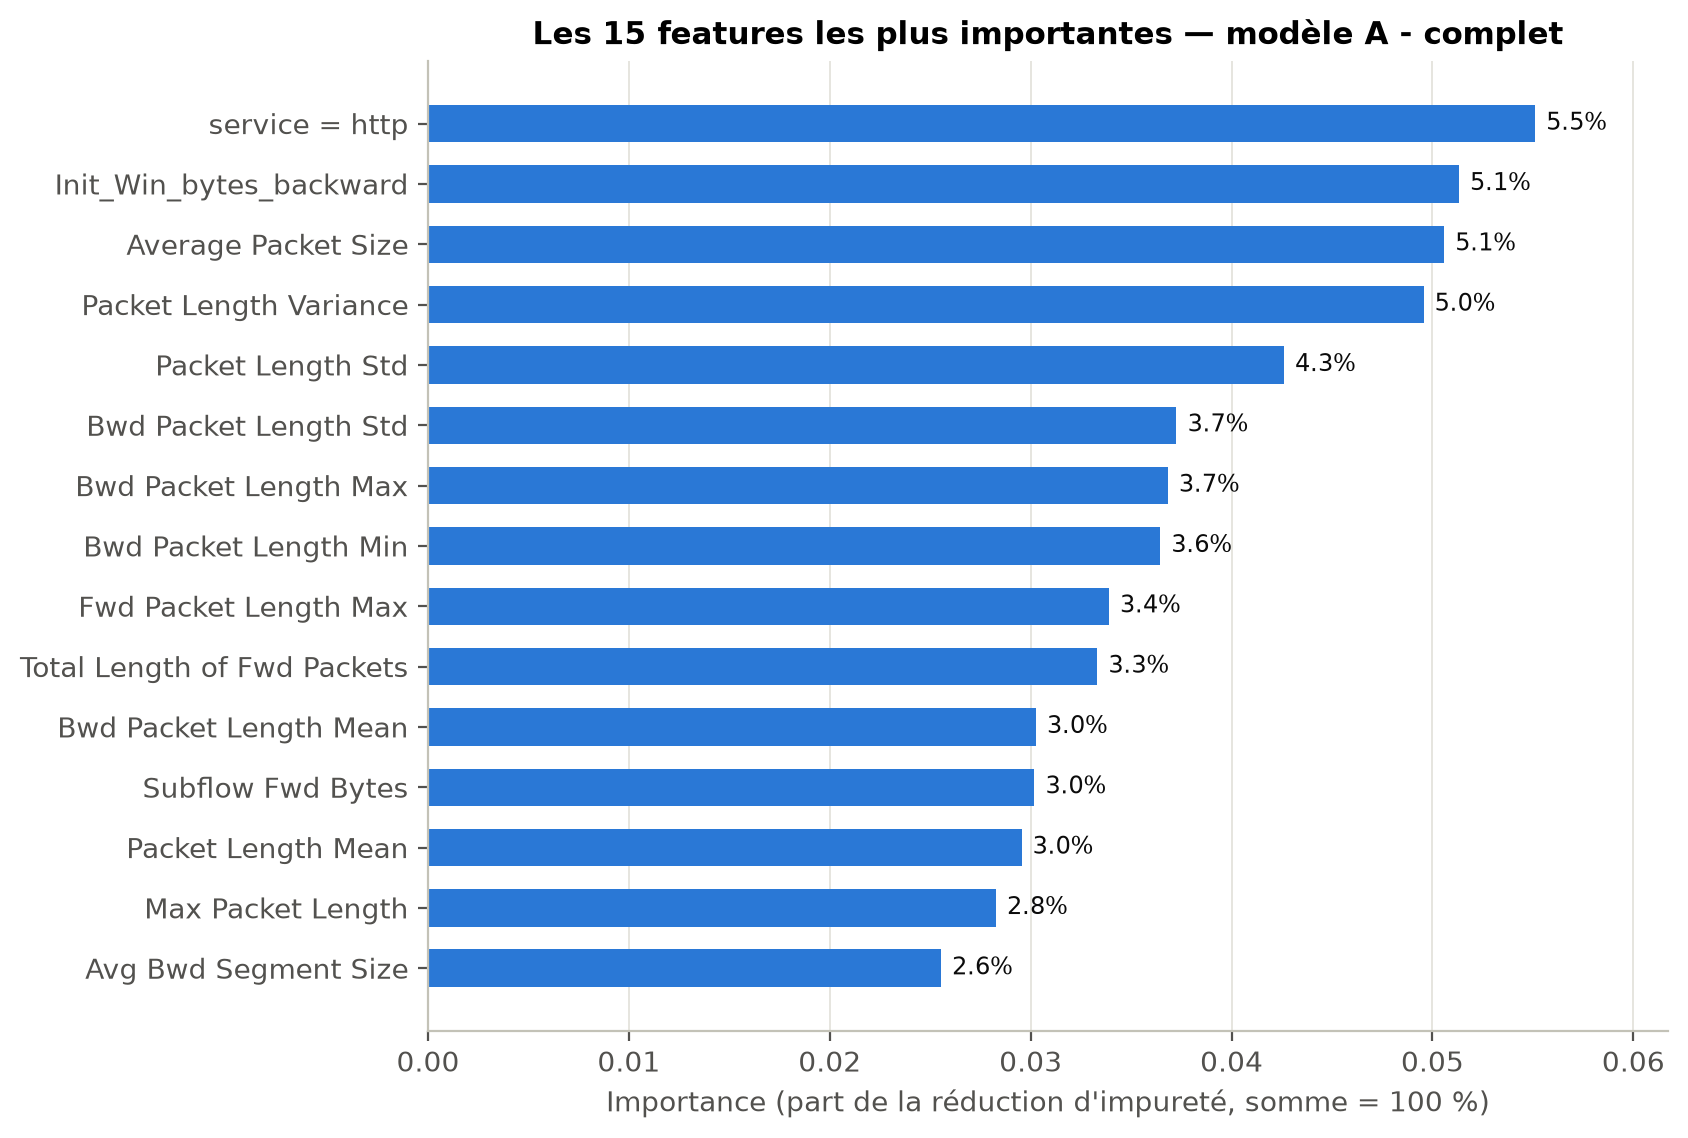 Les 15 features les plus importantes — modèle A - complet
service = http 5.5%
Init_Win_bytes_backward 5.1%
Average Packet Size 5.1%
Packet Length Variance 5.0%
Packet Length Std 4.3%
Bwd Packet Length Std 3.7%
Bwd Packet Length Max 3.7%
Bwd Packet Length Min 3.6%
Fwd Packet Length Max 3.4%
Total Length of Fwd Packets 3.3%
Bwd Packet Length Mean 3.0%
Subflow Fwd Bytes 3.0%
Packet Length Mean 3.0%
Max Packet Length 2.8%
Avg Bwd Segment Size 2.6%
0.00 0.01 0.02 0.03 0.04 0.05 0.06
Importance (part de la réduction d'impureté, somme = 100 %)